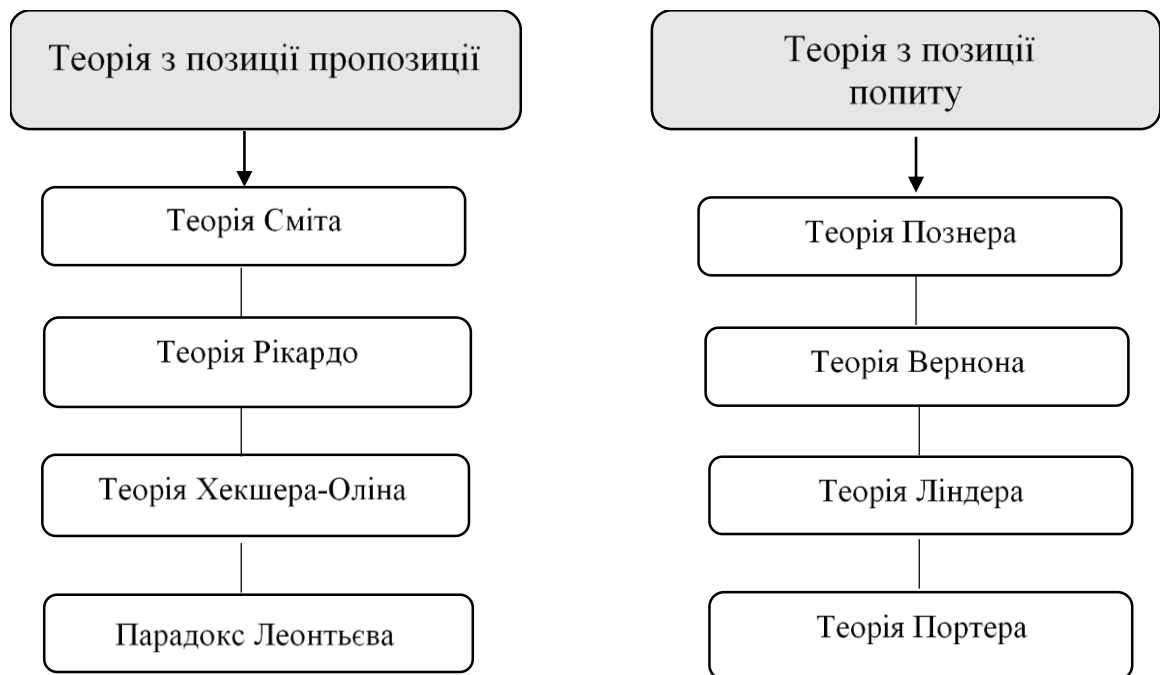 Теорія з позиції пропозиції
Теорія Сміта
Теорія Рікардо
Теорія Хекшера-Оліна
Парадокс Леонтьєва
Теорія з позиції
попиту
Теорія Познера
Теорія Вернона
Теорія Ліндера
Теорія Портера